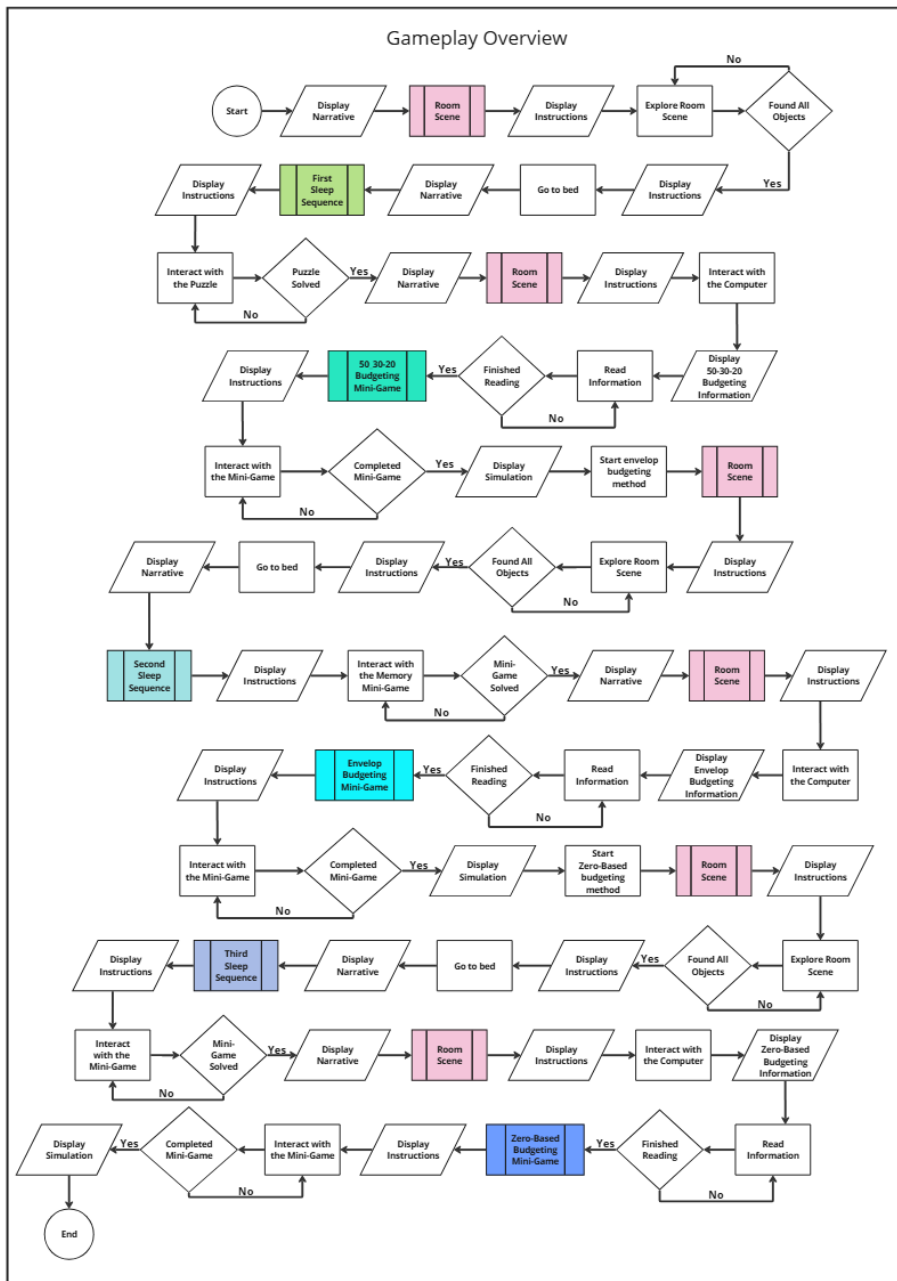 Gameplay Overview
No
Start
Display
Narrative
Room
Scene
Display
Instructions
Explore Room
Scene
Found All
Objects
Yes
Display
Instructions
First
Sleep
Sequence
Display
Narrative
Go to bed
Display
Instructions
Interact with
the Puzzle
Puzzle
Solved
Yes
Display
Narrative
Room
Scene
Display
Instructions
Interact with
the Computer
No
Display
Instructions
50_30-20
Budgeting
Mini-Game
Yes
Finished
Reading
Read
Information
Display
50-30-20
Budgeting
Information
No
Interact with
the Mini-Game
Completed
Mini-Game
Yes
Display
Simulation
Start envelop
budgeting
method
Room
Scene
No
Display
Narrative
Go to bed
Display
Instructions
Yes
Found All
Objects
Explore Room
Scene
Display
Instructions
No
Second
Sleep
Sequence
Display
Instructions
Interact with
the Memory
Mini-Game
Mini-
Game
Solved
Yes
Display
Narrative
Room
Scene
Display
Instructions
No
Display
Instructions
Envelop
Budgeting
Mini-Game
Yes
Finished
Reading
Read
Information
Display
Envelop
Budgeting
Information
Interact with
the Computer
No
Interact with
the Mini-Game
Completed
Mini-Game
Yes
Display
Simulation
Start
Zero-Based
budgeting
method
Room
Scene
Display
Instructions
No
Display
Instructions
Third
Sleep
Sequence
Display
Narrative
Go to bed
Display
Instructions
Yes
Found All
Objects
Explore Room
Scene
No
Interact
with the
Mini-Game
Mini-
Game
Solved
Yes
Display
Narrative
Room
Scene
Display
Instructions
Interact with
the Computer
Display
Zero-Based
Budgeting
Information
No
Display
Simulation
Yes
Completed
Mini-Game
Interact with
the Mini-Game
Display
Instructions
Zero-Based
Budgeting
Mini-Game
Yes
Finished
Reading
Read
Information
No
No
End